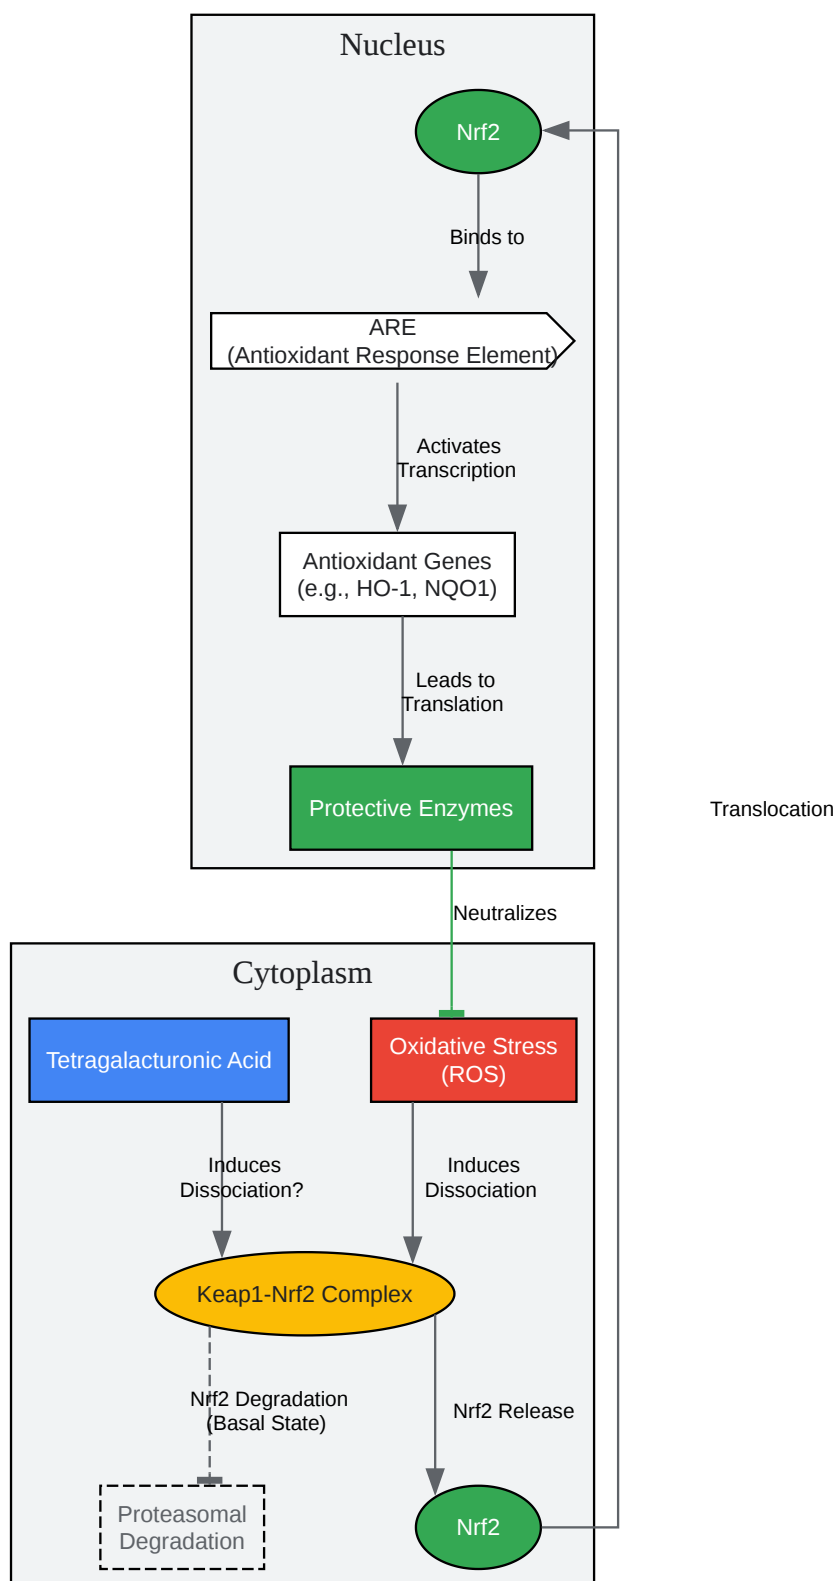 Nucleus
Nrf2
Binds to
ARE
(Antioxidant Response Element)
Activates
Transcription
Antioxidant Genes
(e.g., HO-1, NQO1)
Leads to
Translation
Protective Enzymes
Translocation
Neutralizes
Cytoplasm
Tetragalacturonic Acid
Oxidative Stress
(ROS)
Induces
Dissociation?
Induces
Dissociation
Keap1-Nrf2 Complex
Nrf2 Degradation
(Basal State)
Nrf2 Release
Proteasomal
Degradation
Nrf2